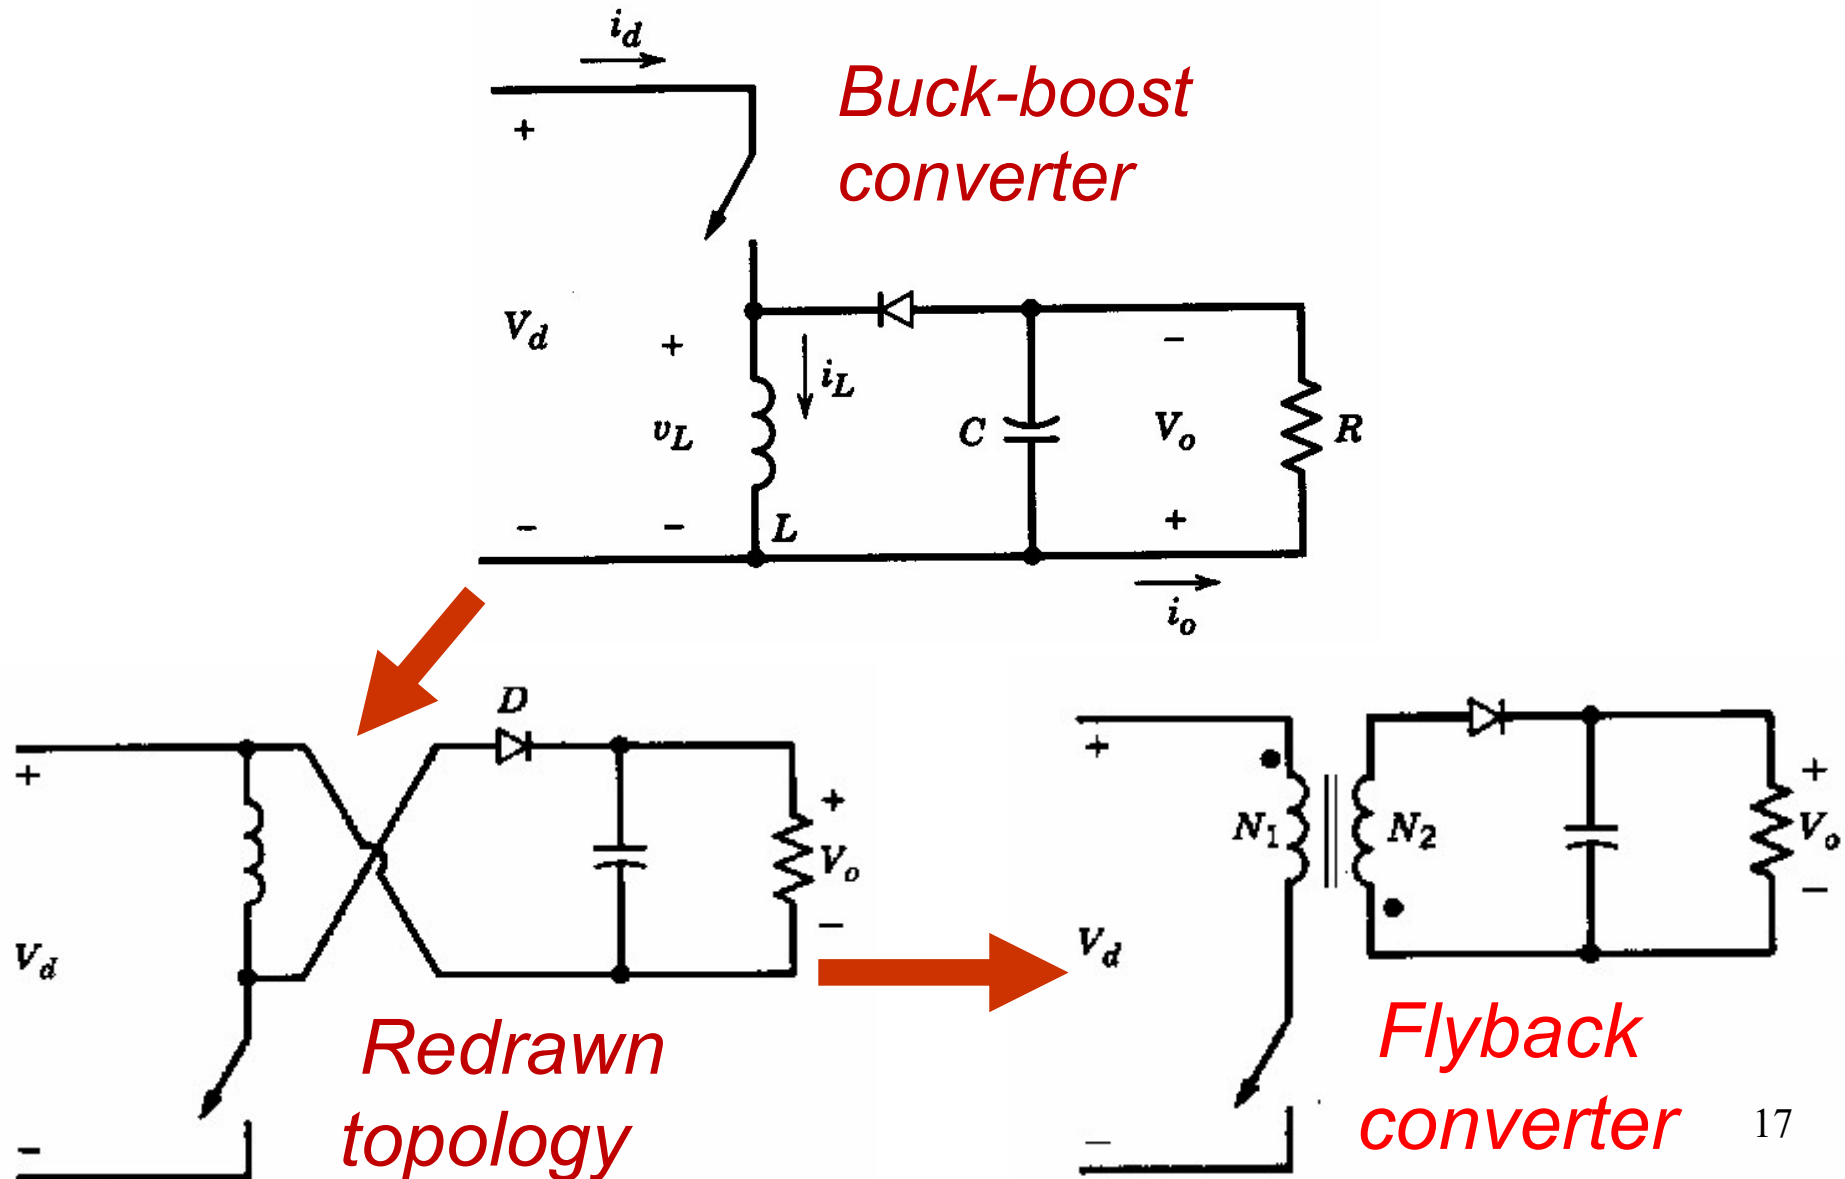 i_d
Buck-boost
converter
+
V_d
+
i_L
v_L
C
−
V_o
R
−
−
L
+
i_o
D
+
+
V_o
−
V_d
−
Redrawn
topology
+
N_1
N_2
+
V_o
−
V_d
−
Flyback
converter
17